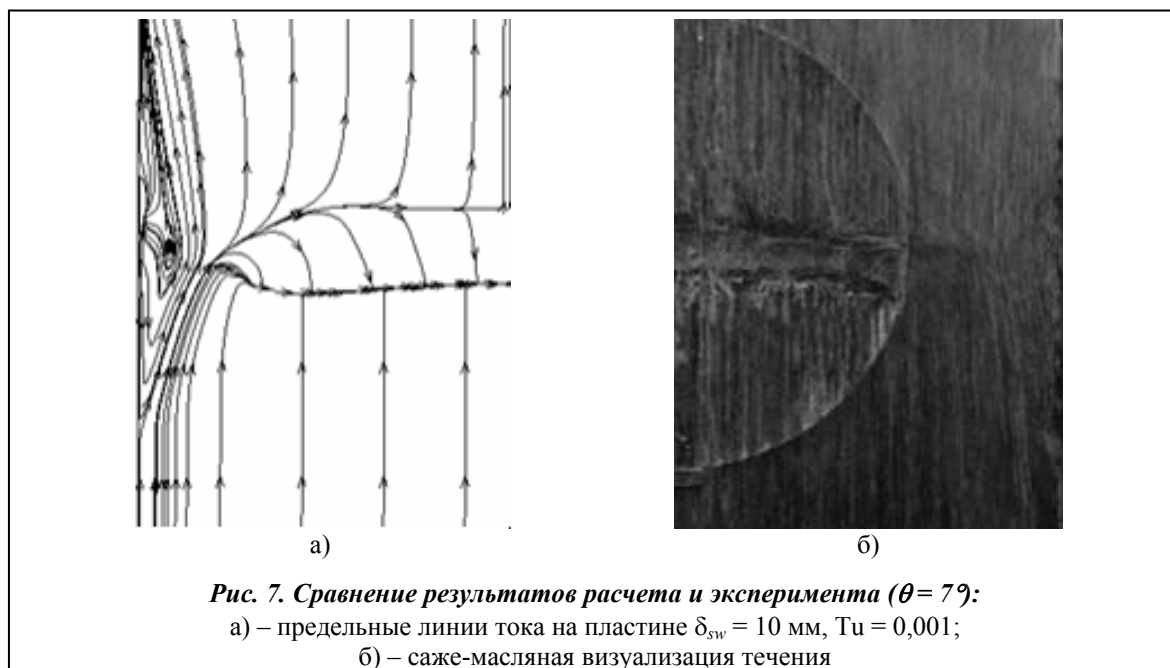 а)
б)
Рис. 7. Сравнение результатов расчета и эксперимента (θ = 7°):
а) – предельные линии тока на пластине δsw = 10 мм, Tu = 0,001;
б) – саже-масляная визуализация течения